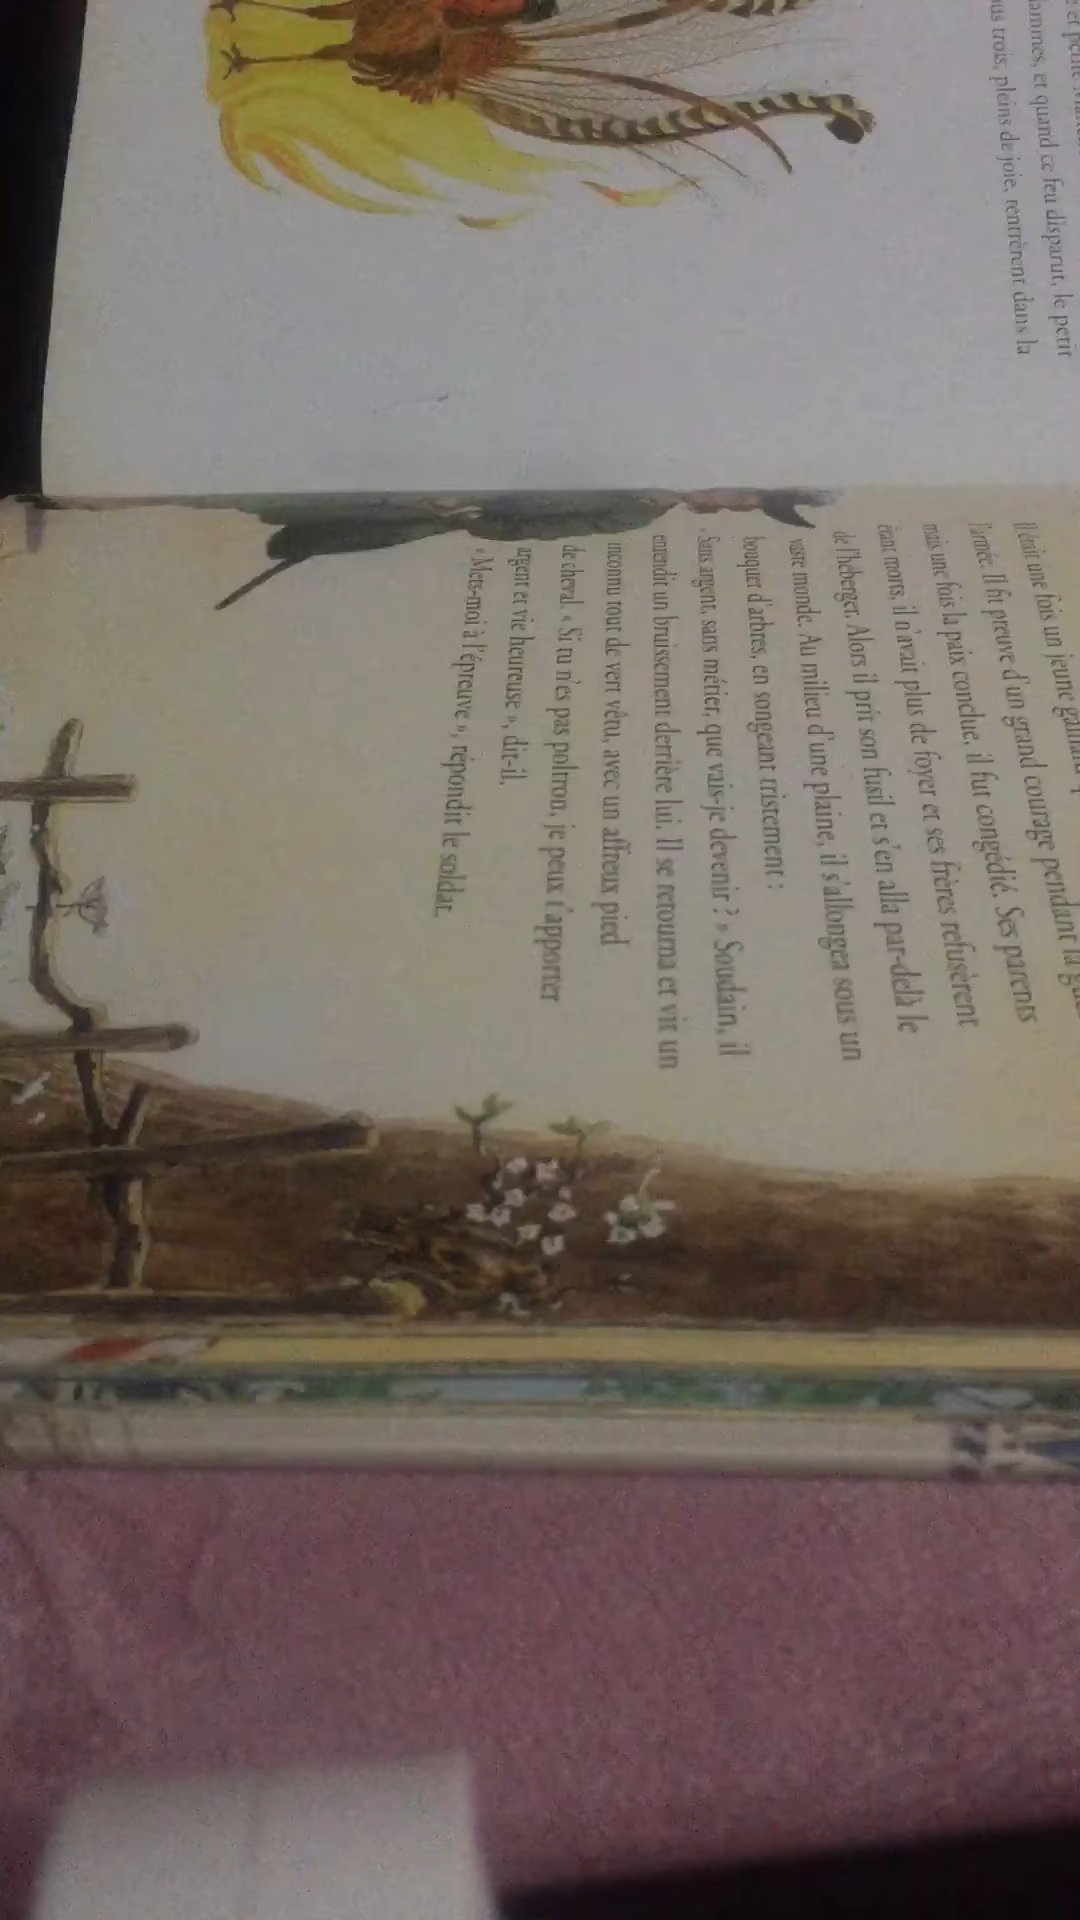 et petite
lammes, et quand ce feu disparut, le petit
us trois, pleins de joie, rentrèrent dans la
Il était une fois un jeune
l'armée. Il fit preuve d'un grand courage pendant la
mais une fois la paix conclue, il fut congédié. Ses parents
étant morts, il n'avait plus de foyer et ses frères refusèrent
de l'héberger. Alors il prit son fusil et s'en alla par-delà le
vaste monde. Au milieu d'une plaine, il s'allongea sous un
bouquet d'arbres, en songeant tristement :
« Sans argent, sans métier, que vais-je devenir ? » Soudain, il
entendit un bruissement derrière lui. Il se retourna et vit un
inconnu tout de vert vêtu, avec un affreux pied
de cheval. « Si tu n'es pas poltron, je peux t'apporter
argent et vie heureuse », dit-il.
« Mets-moi à l'épreuve », répondit le soldat.